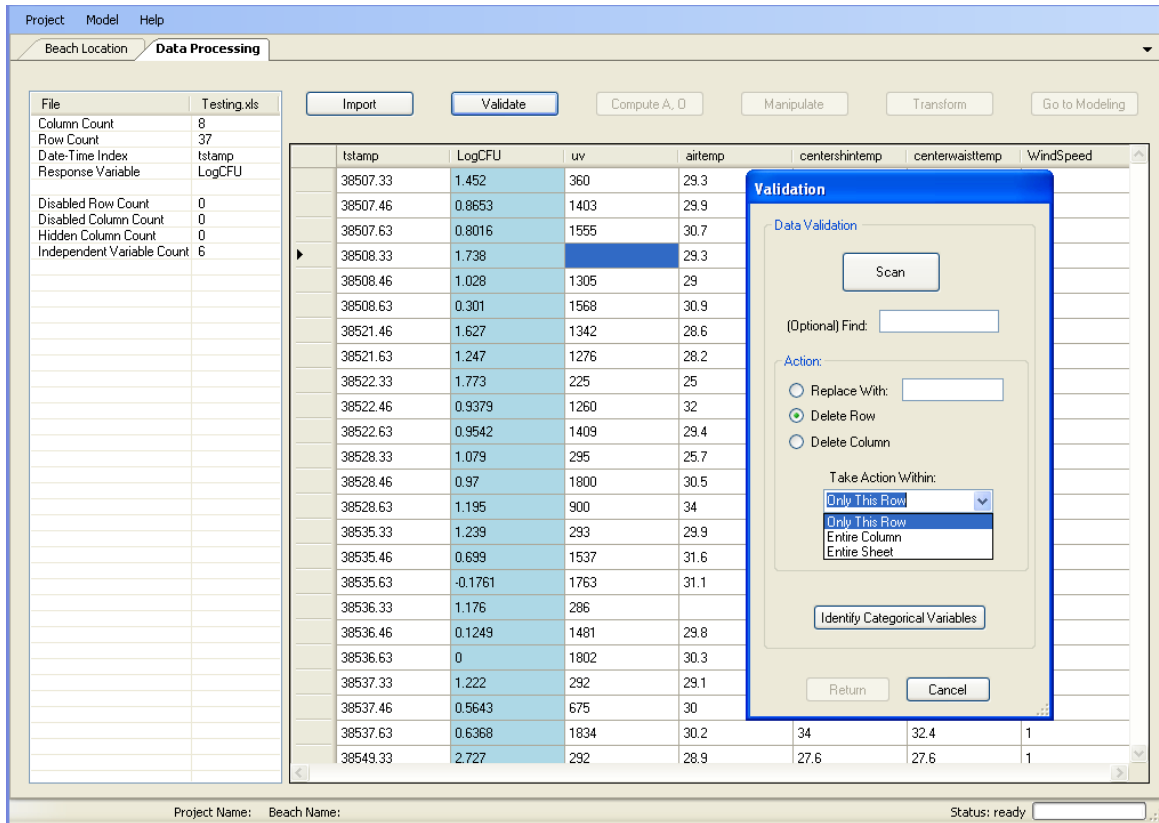 Project Model Help
Beach Location Data Processing
File Testing.xls
Column Count 8
Row Count 37
Date-Time Index tstamp
Response Variable LogCFU
Disabled Row Count 0
Disabled Column Count 0
Hidden Column Count 0
Independent Variable Count 6
Import Validate Compute A, O Manipulate Transform Go to Modeling
tstamp LogCFU uv airtemp centershintemp centerwaisttemp WindSpeed
38507.33 1.452 360 29.3
38507.46 0.8653 1403 29.9
38507.63 0.8016 1555 30.7
38508.33 1.738 29.3
38508.46 1.028 1305 29
38508.63 0.301 1568 30.9
38521.46 1.627 1342 28.6
38521.63 1.247 1276 28.2
38522.33 1.773 225 25
38522.46 0.9379 1260 32
38522.63 0.9542 1409 29.4
38528.33 1.079 295 25.7
38528.46 0.97 1800 30.5
38528.63 1.195 900 34
38535.33 1.239 293 29.9
38535.46 0.699 1537 31.6
38535.63 -0.1761 1763 31.1
38536.33 1.176 286
38536.46 0.1249 1481 29.8
38536.63 0 1802 30.3
38537.33 1.222 292 29.1
38537.46 0.5643 675 30
38537.63 0.6368 1834 30.2 34 32.4 1
38549.33 2.727 292 28.9 27.6 27.6 1
Validation
Data Validation
Scan
(Optional) Find:
Action:
Replace With:
Delete Row
Delete Column
Take Action Within:
Only This Row
Only This Row
Entire Column
Entire Sheet
Identify Categorical Variables
Return Cancel
Project Name: Beach Name: Status: ready